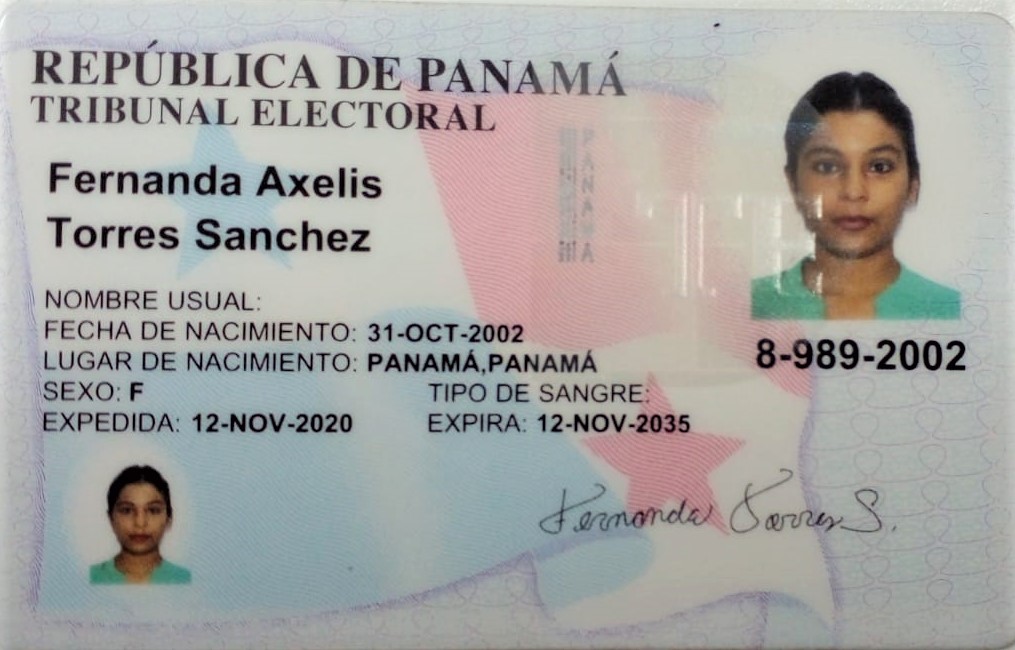 REPÚBLICA DE PANAMÁ
TRIBUNAL ELECTORAL
Fernanda Axelis
Torres Sanchez
NOMBRE USUAL:
FECHA DE NACIMIENTO: 31-OCT-2002
LUGAR DE NACIMIENTO: PANAMÁ,PANAMÁ
SEXO: F TIPO DE SANGRE:
EXPEDIDA: 12-NOV-2020 EXPIRA: 12-NOV-2035
PANAMA
8-989-2002
Fernanda Torres S.